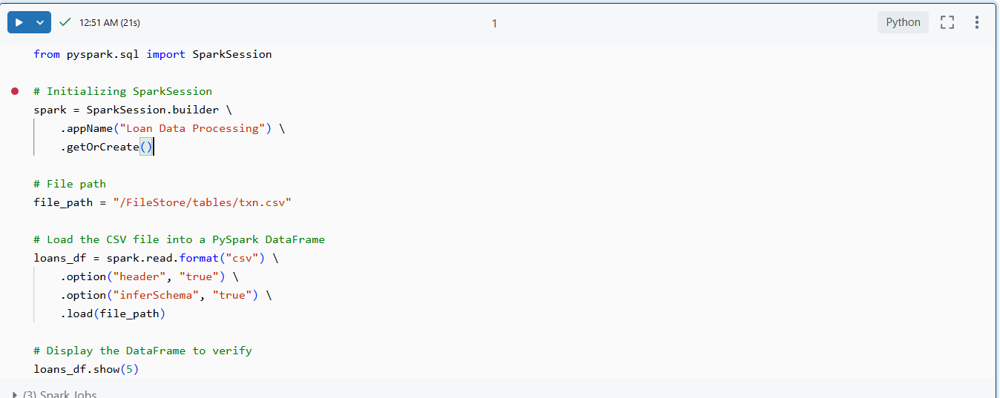 12:51 AM (21s)
1
Python
from pyspark.sql import SparkSession
# Initializing SparkSession
spark = SparkSession.builder \
    .appName("Loan Data Processing") \
    .getOrCreate()
# File path
file_path = "/FileStore/tables/txn.csv"
# Load the CSV file into a PySpark DataFrame
loans_df = spark.read.format("csv") \
    .option("header", "true") \
    .option("inferSchema", "true") \
    .load(file_path)
# Display the DataFrame to verify
loans_df.show(5)
(3) Spark Jobs